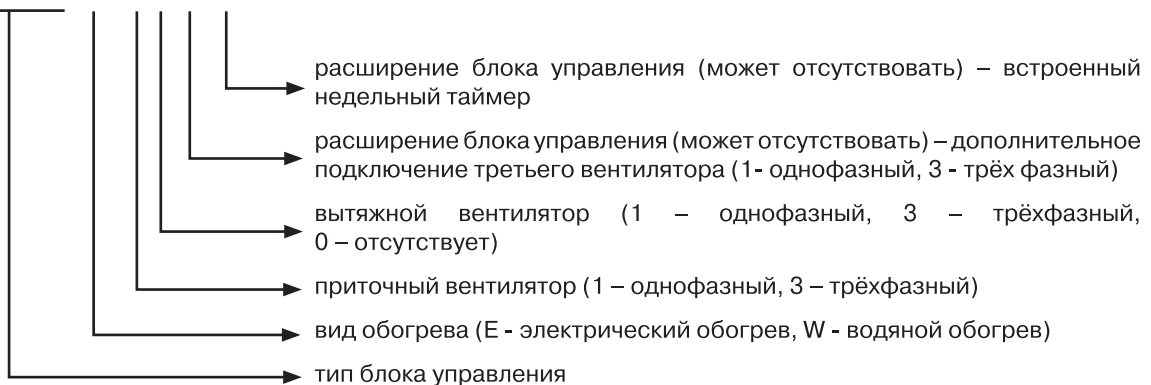 расширение блока управления (может отсутствовать) – встроенный
недельный таймер
расширение блока управления (может отсутствовать) – дополнительное
подключение третьего вентилятора (1- однофазный, 3 - трёх фазный)
вытяжной вентилятор (1 – однофазный, 3 – трёхфазный,
0 – отсутствует)
приточный вентилятор (1 – однофазный, 3 – трёхфазный)
вид обогрева (E - электрический обогрев, W - водяной обогрев)
тип блока управления